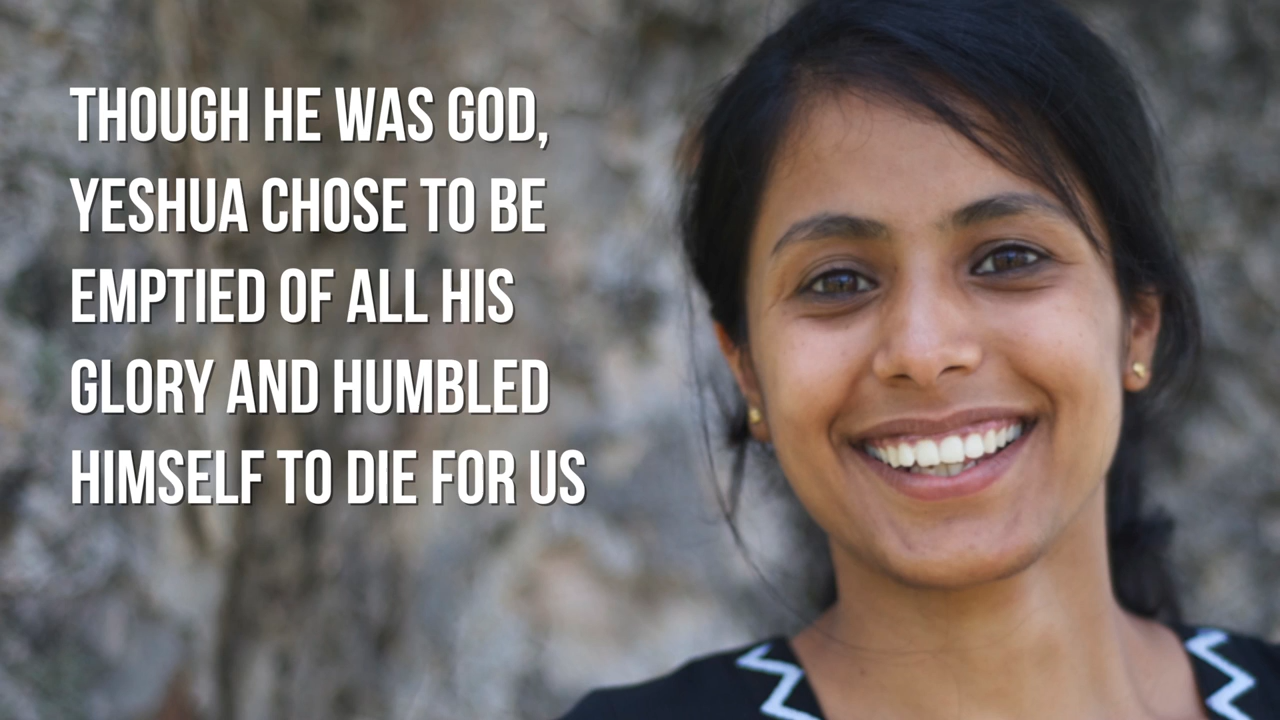 THOUGH HE WAS GOD,
YESHUA CHOSE TO BE
EMPTIED OF ALL HIS
GLORY AND HUMBLED
HIMSELF TO DIE FOR US